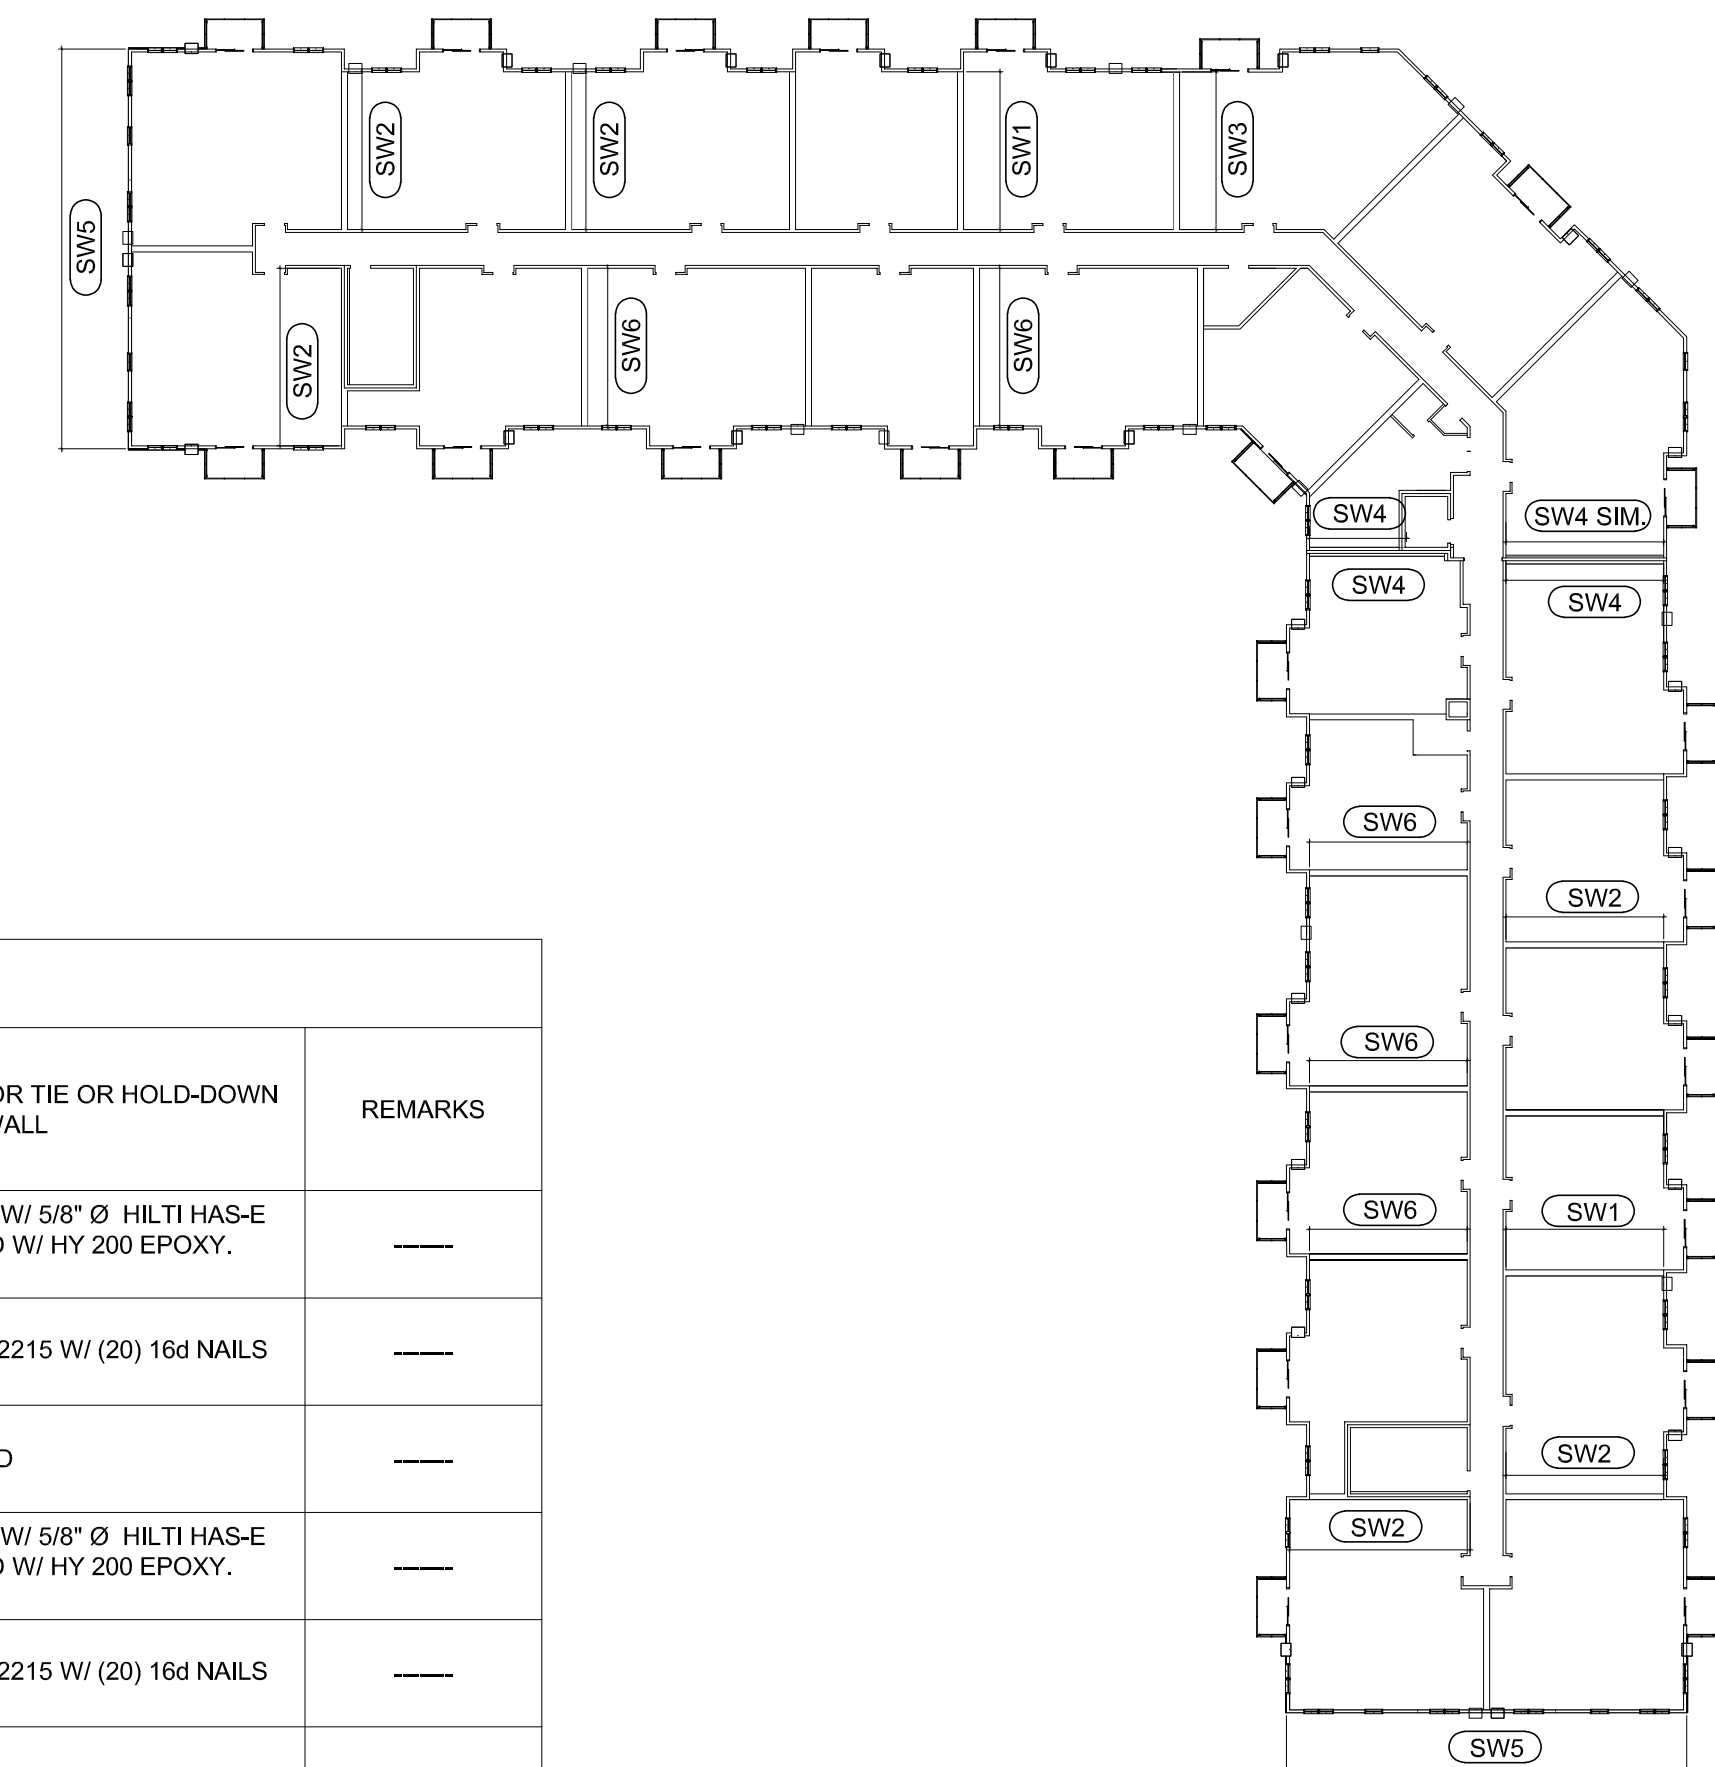 SW2
SW2
SW1
SW3
SW5
SW2
SW6
SW6
SW4
SW4 SIM.
SW4
SW4
SW6
SW2
SW6
SW6
SW1
SW2
SW2
SW5
OR TIE OR HOLD-DOWN
REMARKS
W/ 5/8" Ø HILTI HAS-E
W/ HY 200 EPOXY.
-----
2215 W/ (20) 16d NAILS
-----
D
-----
W/ 5/8" Ø HILTI HAS-E
W/ HY 200 EPOXY.
-----
2215 W/ (20) 16d NAILS
-----